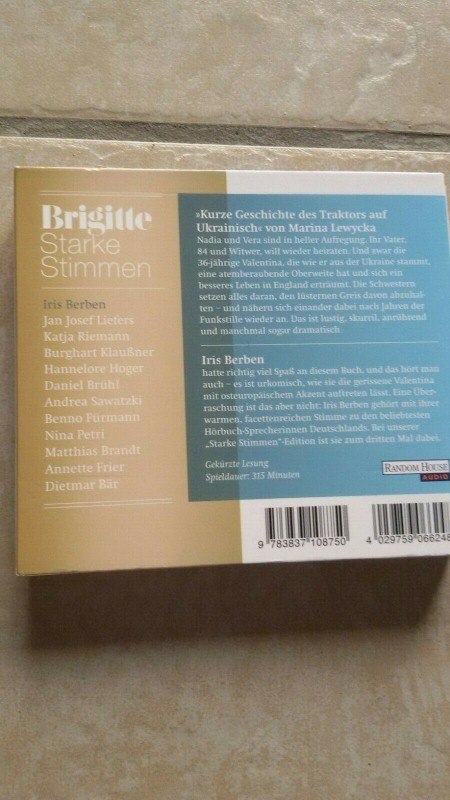 Brigitte
Starke
Stimmen
Iris Berben
Jan Josef Liefers
Katja Riemann
Burghart Klaußner
Hannelore Hoger
Daniel Brühl
Andrea Sawatzki
Benno Fürmann
Nina Petri
Matthias Brandt
Annette Frier
Dietmar Bär
»Kurze Geschichte des Traktors auf
Ukrainisch« von Marina Lewycka
Nadia und Vera sind in heller Aufregung. Ihr Vater,
84 und Witwer, will wieder heiraten. Und zwar die
36-jährige Valentina, die wie er aus der Ukraine stammt,
eine atemberaubende Oberweite hat und sich ein
besseres Leben in England erträumt. Die Schwestern
setzen alles daran, den lüsternen Greis davon abzuhal-
ten – und nähern sich einander dabei nach Jahren der
Funkstille wieder an. Das ist lustig, skurril, anrührend
und manchmal sogar dramatisch.
Iris Berben
hatte richtig viel Spaß an diesem Buch, und das hört man
auch – es ist urkomisch, wie sie die gerissene Valentina
mit osteuropäischem Akzent auftreten lässt. Eine Über-
raschung ist das aber nicht: Iris Berben gehört mit ihrer
warmen, facettenreichen Stimme zu den beliebtesten
Hörbuch-Sprecherinnen Deutschlands. Bei unserer
„Starke Stimmen"-Edition ist sie zum dritten Mal dabei.
Gekürzte Lesung
Spieldauer: 315 Minuten
RANDOM HOUSE
AUDIO
9 783837 108750
4 029759 066248